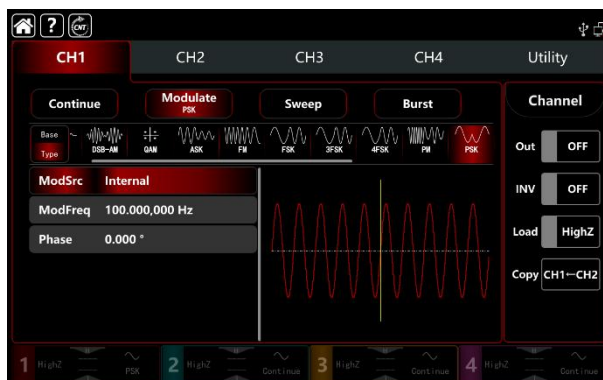 ? CNT
CH1 CH2 CH3 CH4 Utility
Continue Modulate Sweep Burst Channel
PSK
Base
Type DSB-AM QAM ASK FM FSK 3FSK 4FSK PM PSK
Out OFF
ModSrc Internal
INV OFF
ModFreq 100.000,000 Hz
Load HighZ
Phase 0.000 °
Copy CH1←CH2
1 HighZ PSK 2 HighZ Continue 3 HighZ Continue 4 HighZ Continue